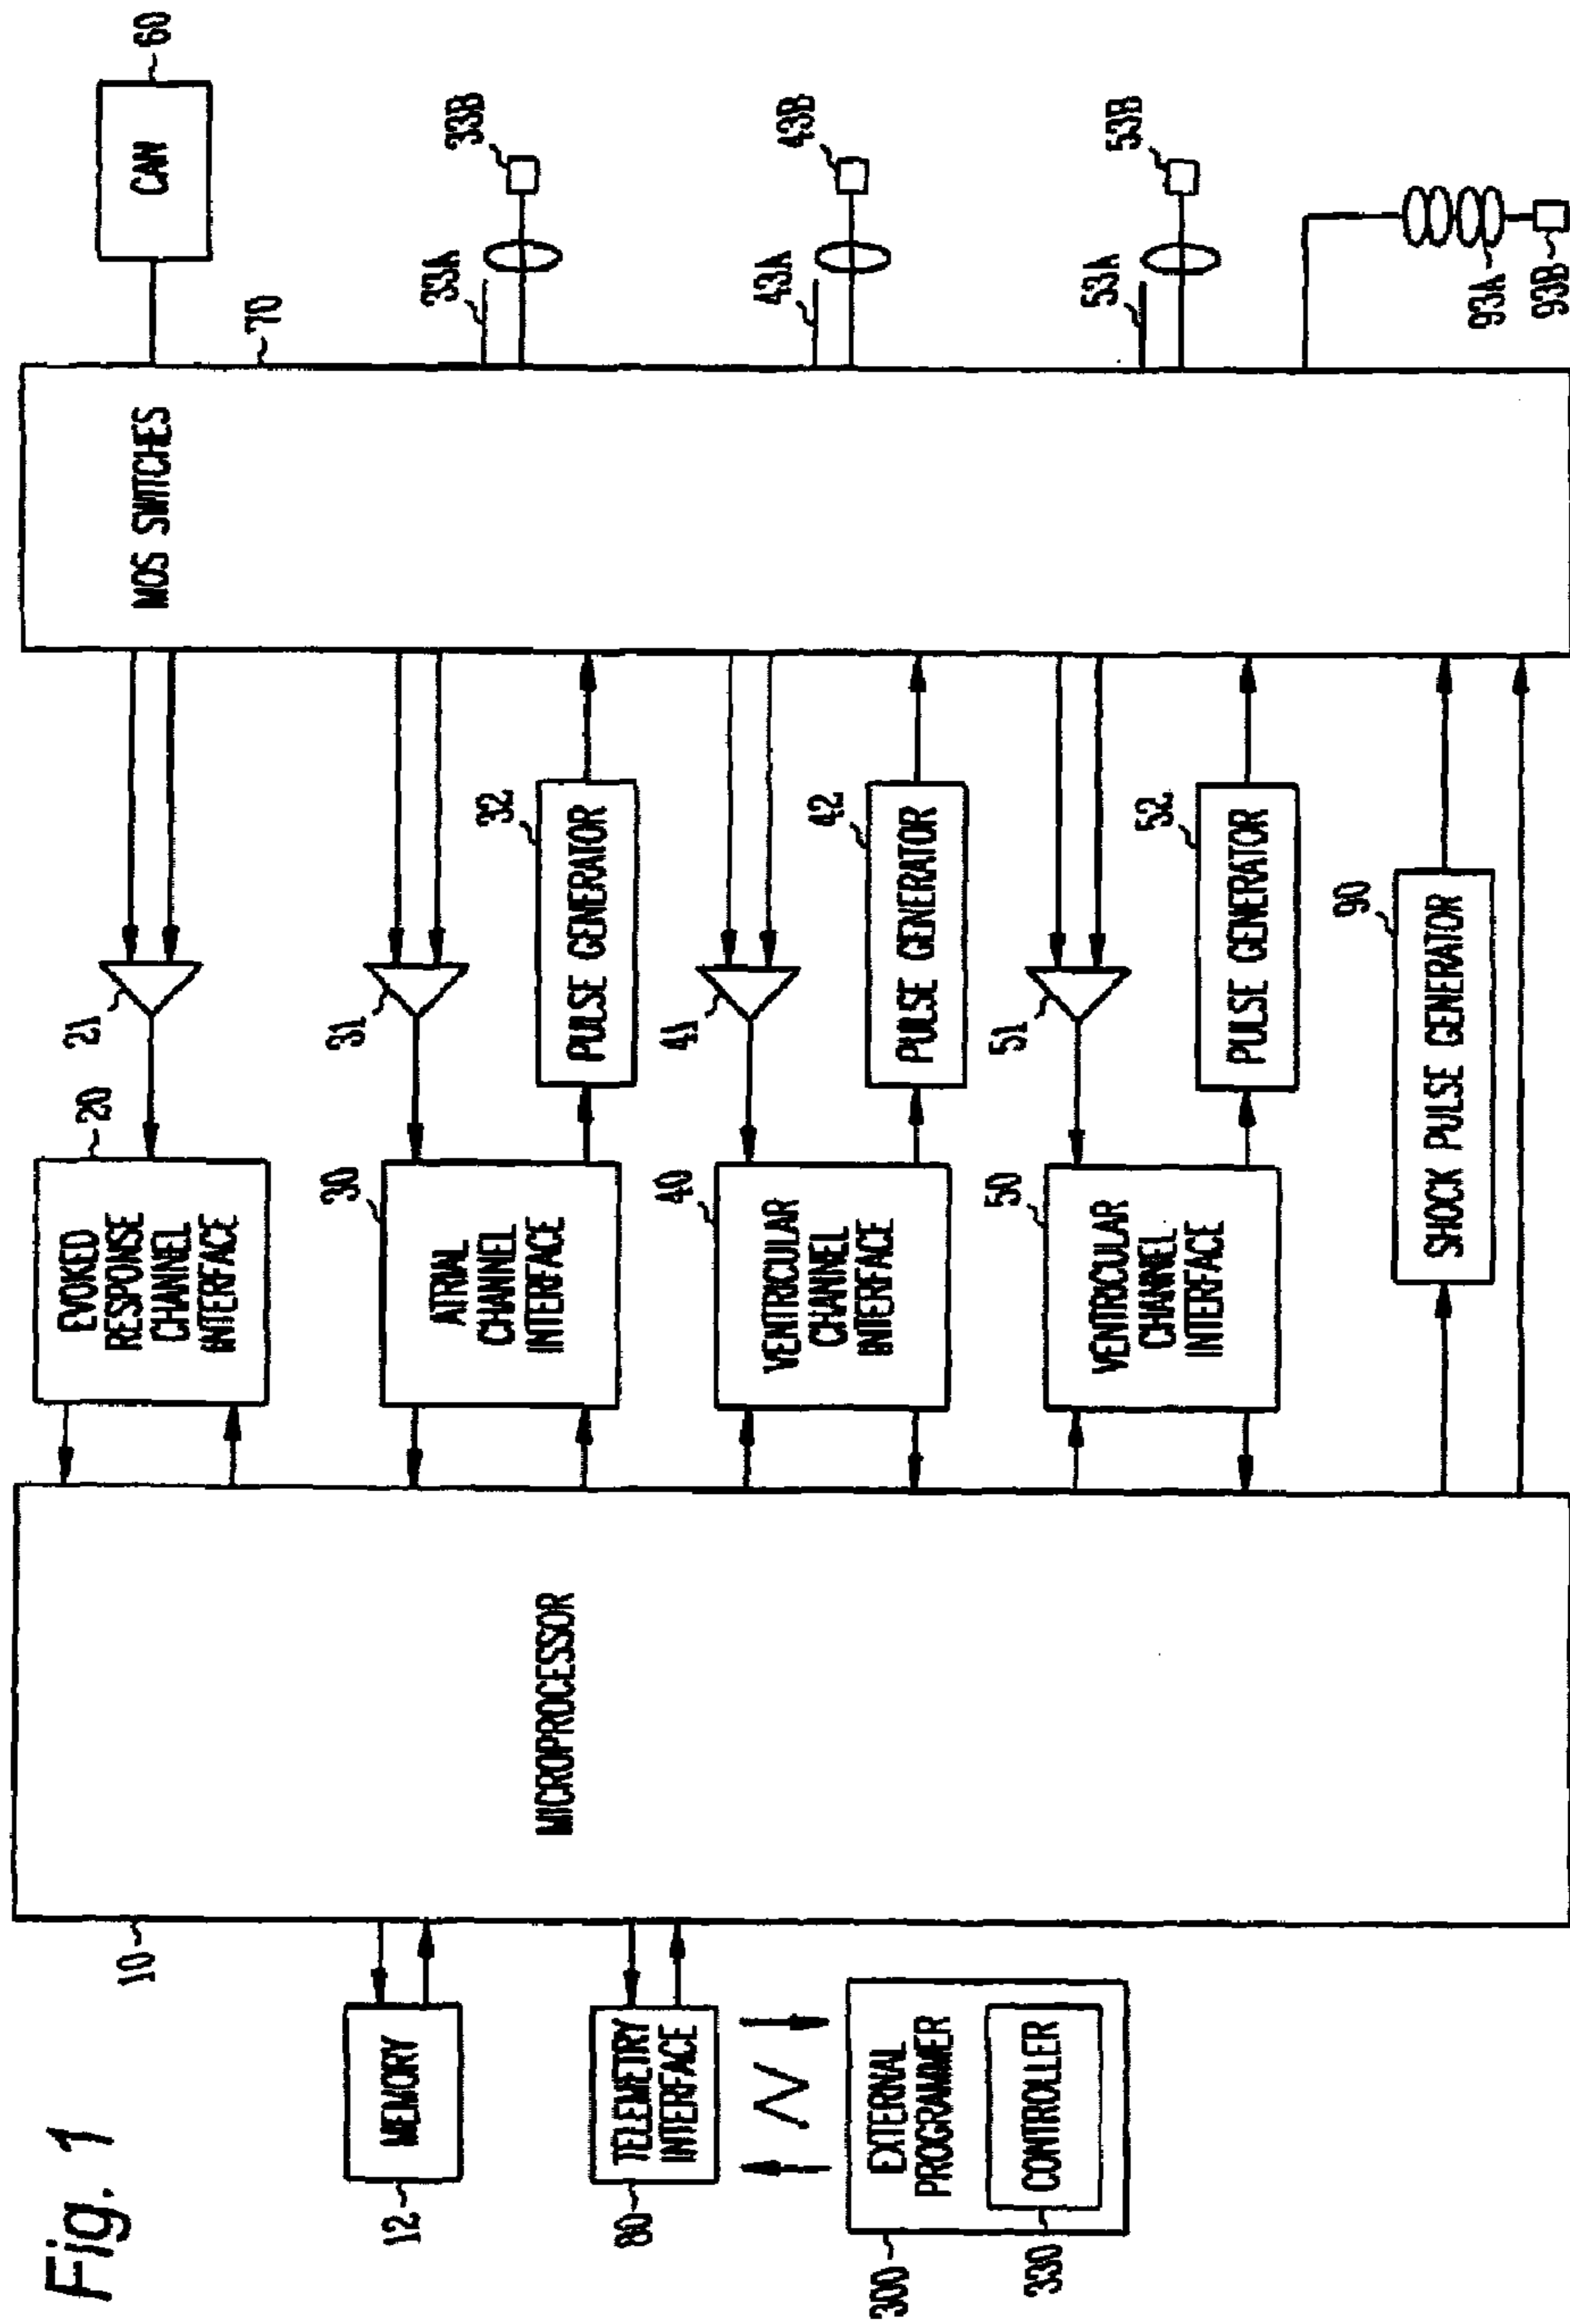 Fig. 1
10
MICROPROCESSOR
12
MEMORY
80
TELEMETRY
INTERFACE
300
EXTERNAL
PROGRAMMER
330
CONTROLLER
20
EVOKED
RESPONSE
CHANNEL
INTERFACE
21
30
ATRIAL
CHANNEL
INTERFACE
31
32
PULSE GENERATOR
40
VENTRICULAR
CHANNEL
INTERFACE
41
42
PULSE GENERATOR
50
VENTRICULAR
CHANNEL
INTERFACE
51
52
PULSE GENERATOR
90
SHOCK PULSE GENERATOR
MOS SWITCHES
70
CAN
60
33A
33B
43A
43B
53A
53B
93A
93B